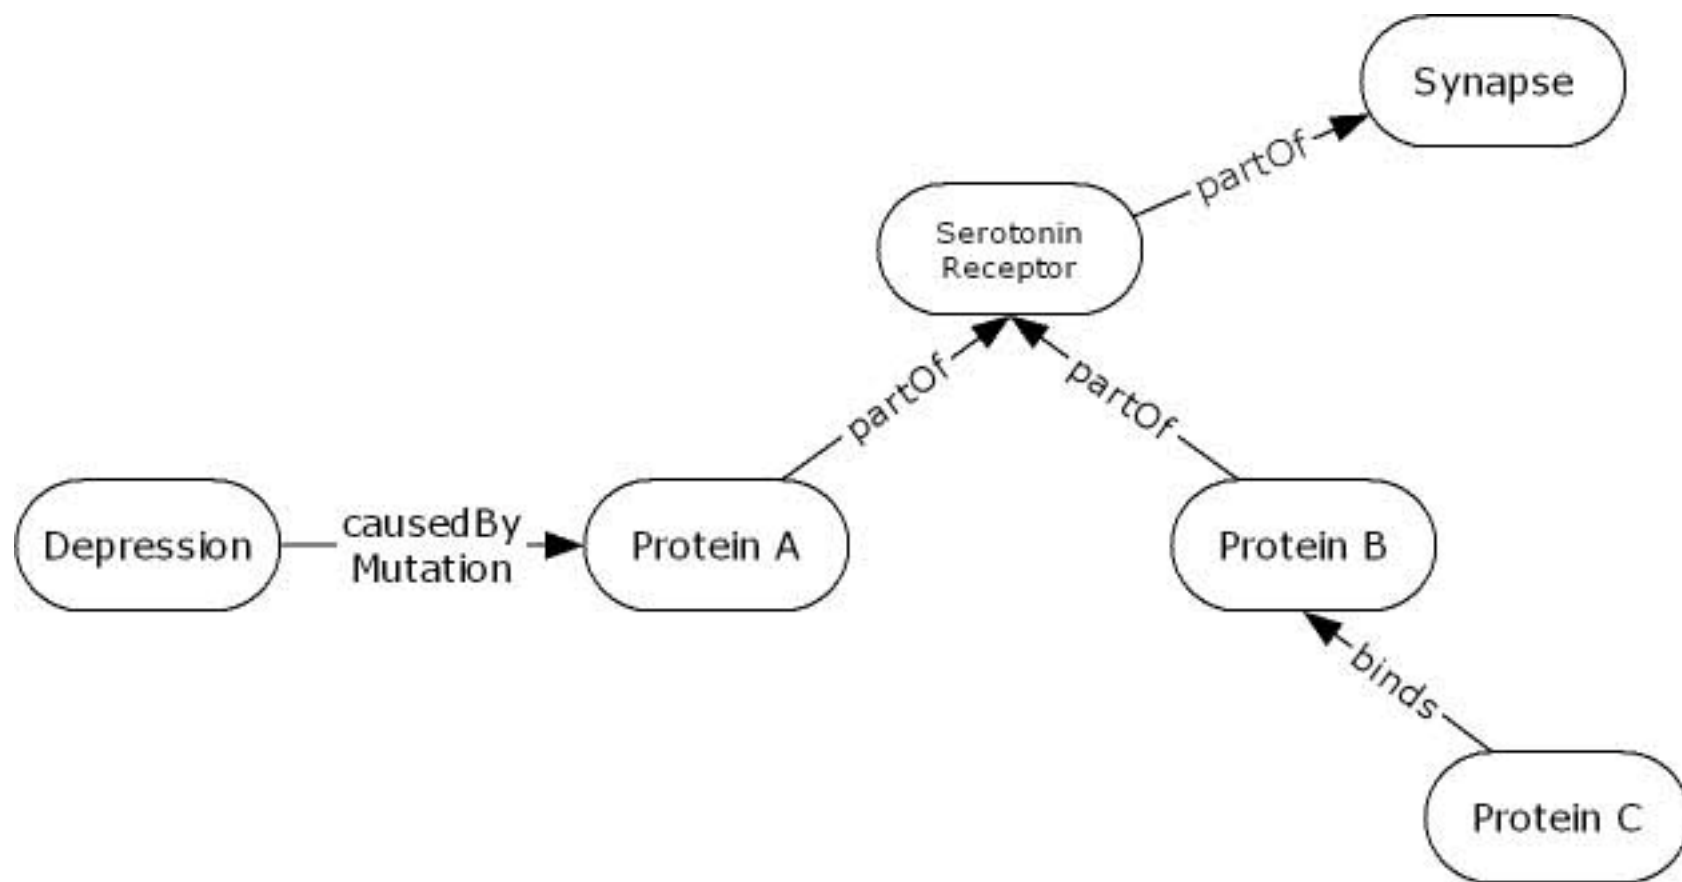 Synapse
partOf
Serotonin
Receptor
partOf
partOf
Depression
causedBy
Mutation
Protein A
Protein B
binds
Protein C